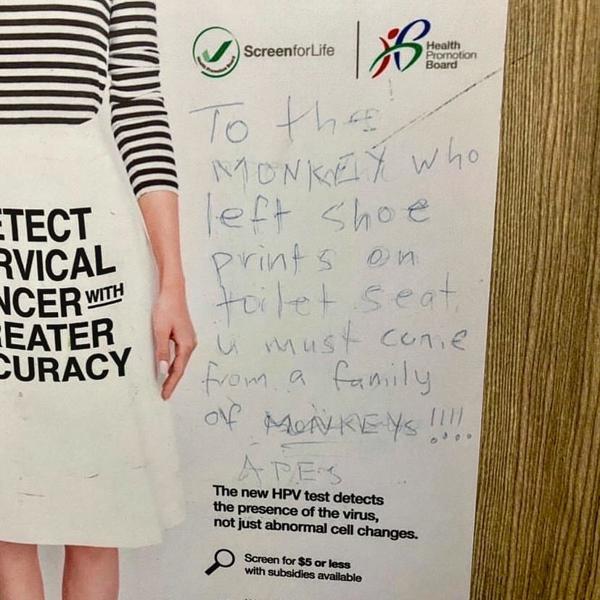 ScreenforLife
Health
Promotion
Board
To the
MONKEY who
left shoe
prints on
toilet seat.
u must come
from a family
of MONKEYS !!!!
APES
ETECT
RVICAL
NCER WITH
REATER
CURACY
The new HPV test detects
the presence of the virus,
not just abnormal cell changes.
Screen for $5 or less
with subsidies available